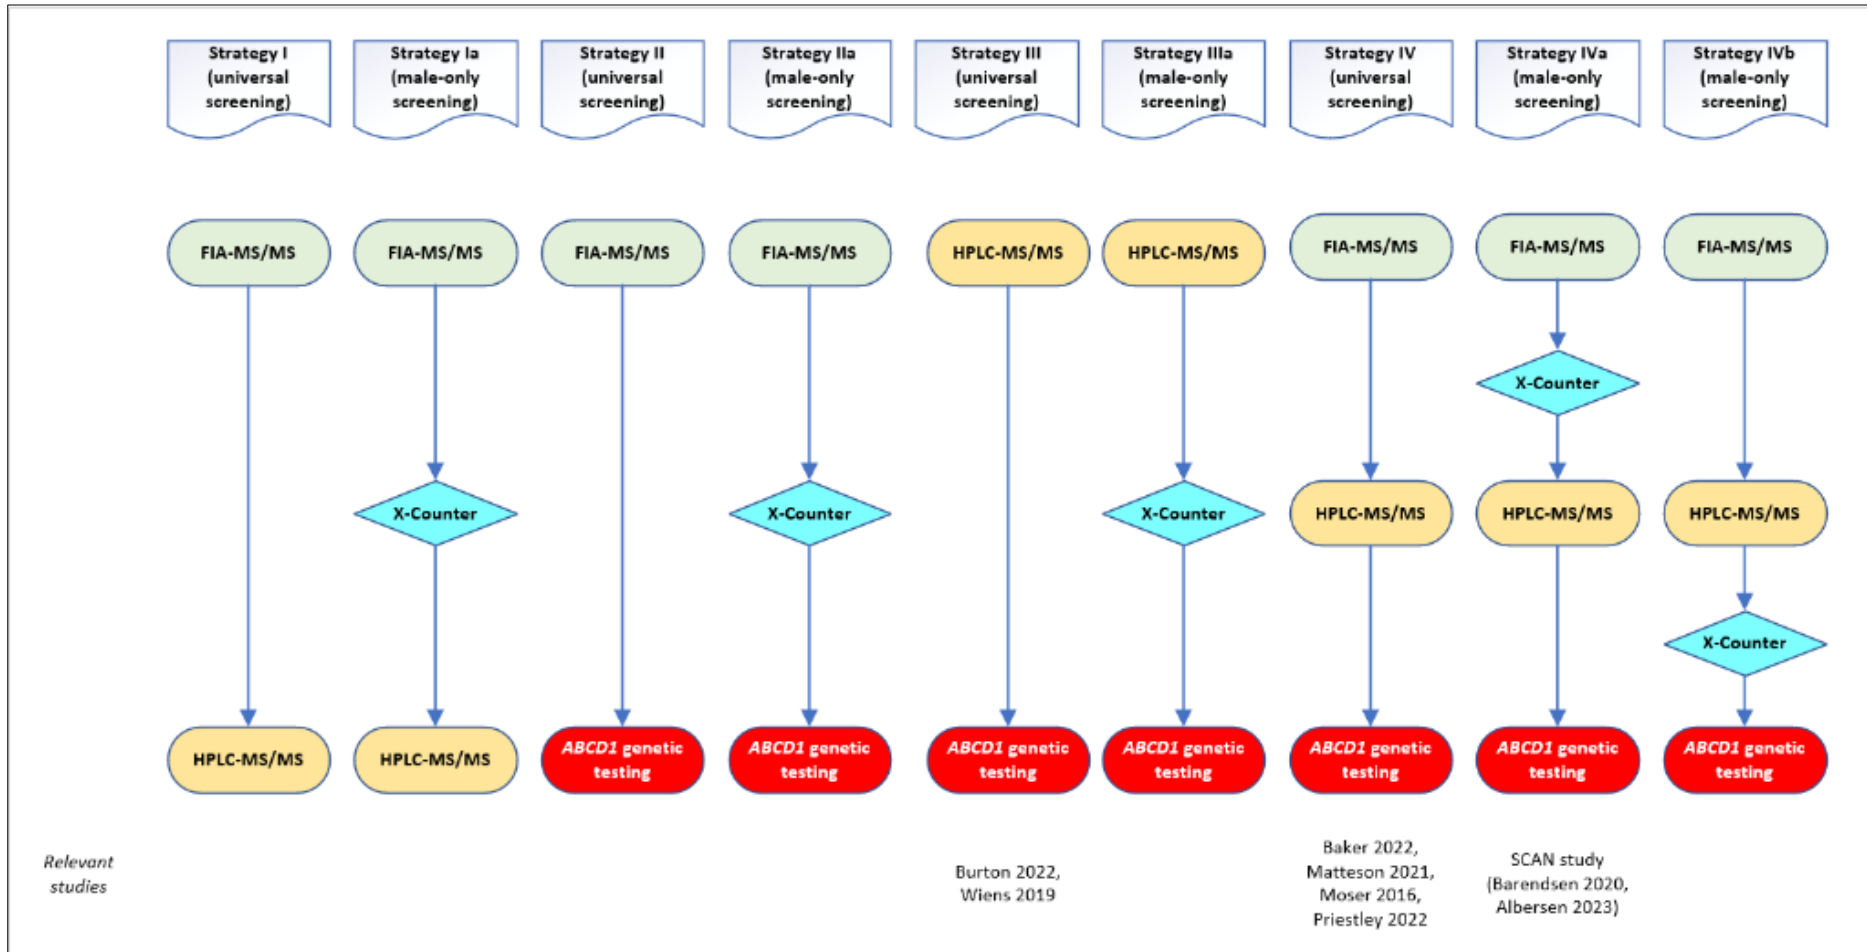 Strategy I
(universal
screening)
Strategy Ia
(male-only
screening)
Strategy II
(universal
screening)
Strategy IIa
(male-only
screening)
Strategy III
(universal
screening)
Strategy IIIa
(male-only
screening)
Strategy IV
(universal
screening)
Strategy IVa
(male-only
screening)
Strategy IVb
(male-only
screening)
FIA-MS/MS
FIA-MS/MS
FIA-MS/MS
FIA-MS/MS
HPLC-MS/MS
HPLC-MS/MS
FIA-MS/MS
FIA-MS/MS
FIA-MS/MS
X-Counter
X-Counter
X-Counter
X-Counter
HPLC-MS/MS
HPLC-MS/MS
HPLC-MS/MS
X-Counter
HPLC-MS/MS
HPLC-MS/MS
ABCD1 genetic
testing
ABCD1 genetic
testing
ABCD1 genetic
testing
ABCD1 genetic
testing
ABCD1 genetic
testing
ABCD1 genetic
testing
ABCD1 genetic
testing
Relevant
studies
Burton 2022,
Wiens 2019
Baker 2022,
Matteson 2021,
Moser 2016,
Priestley 2022
SCAN study
(Barendsen 2020,
Albersen 2023)